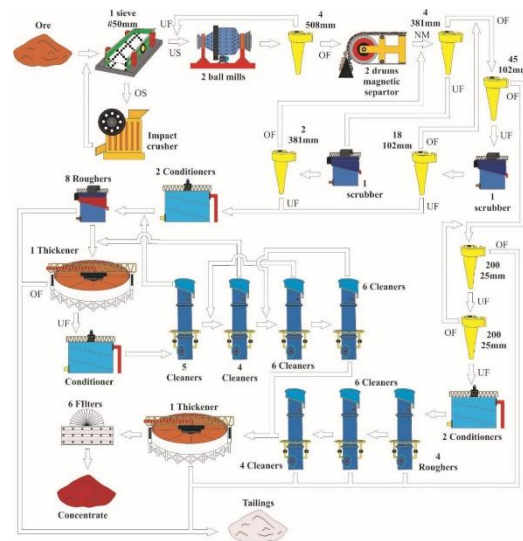 Ore
1 sieve
#50mm
UF
US
2 ball mills
4
508mm
OF
2 drums
magnetic
separtor
NM
4
381mm
OF
45
102mm
OS
Impact
crusher
OF
2
381mm
UF
1
scrubber
OF
18
102mm
UF
UF
UF
1
scrubber
8 Roughers
2 Conditioners
1 Thickener
OF
UF
Conditioner
5
Cleaners
4
Cleaners
6 Cleaners
6 Cleaners
200
25mm
OF
UF
OF
200
25mm
UF
2 Conditioners
6 Cleaners
4
Roughers
4 Cleaners
1 Thickener
6 FIlters
Concentrate
Tailings